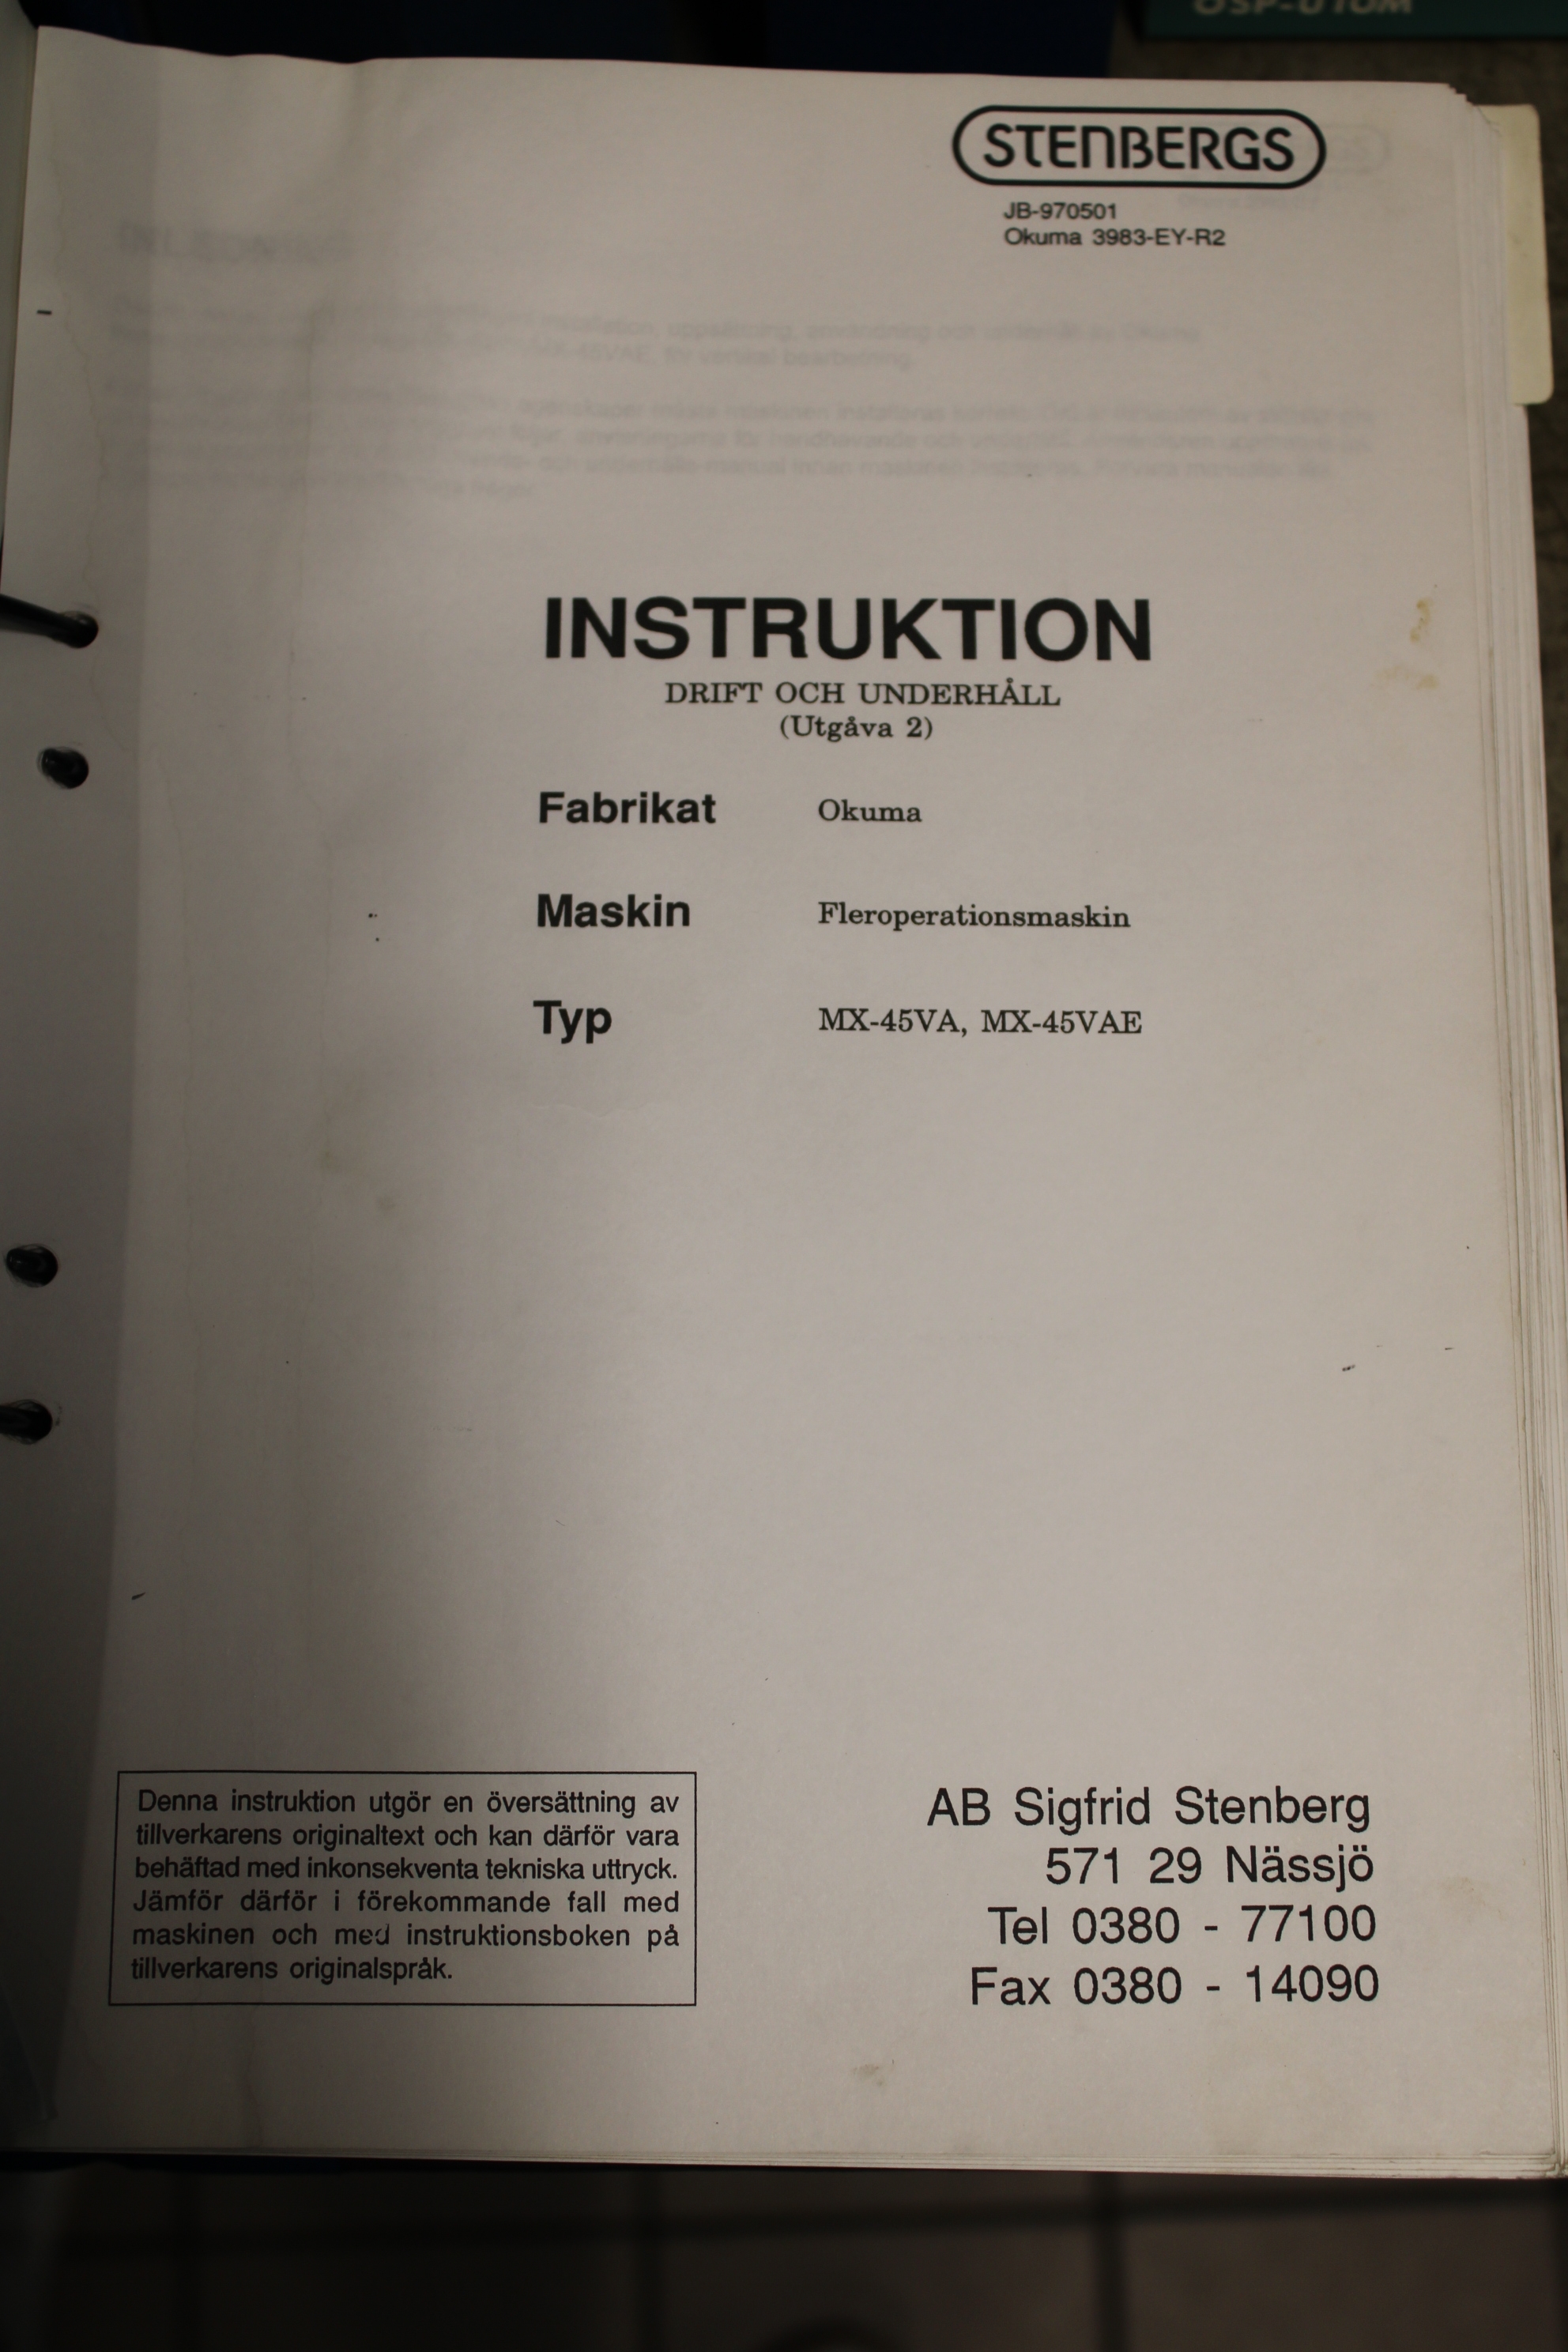 OSP-U10M
STENBERGS
JB-970501
Okuma 3983-EY-R2
INSTRUKTION
DRIFT OCH UNDERHÅLL
(Utgåva 2)
Fabrikat Okuma
Maskin Fleroperationsmaskin
Typ MX-45VA, MX-45VAE
Denna instruktion utgör en översättning av
tillverkarens originaltext och kan därför vara
behäftad med inkonsekventa tekniska uttryck.
Jämför därför i förekommande fall med
maskinen och med instruktionsboken på
tillverkarens originalspråk.
AB Sigfrid Stenberg
571 29 Nässjö
Tel 0380 - 77100
Fax 0380 - 14090